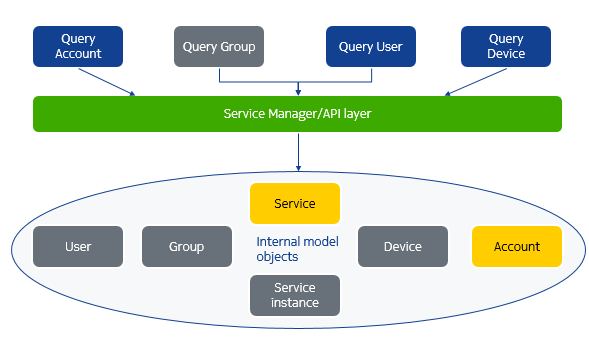 Query
Account
Query Group
Query User
Query
Device
Service Manager/API layer
Service
User
Group
Internal model
objects
Device
Account
Service
instance